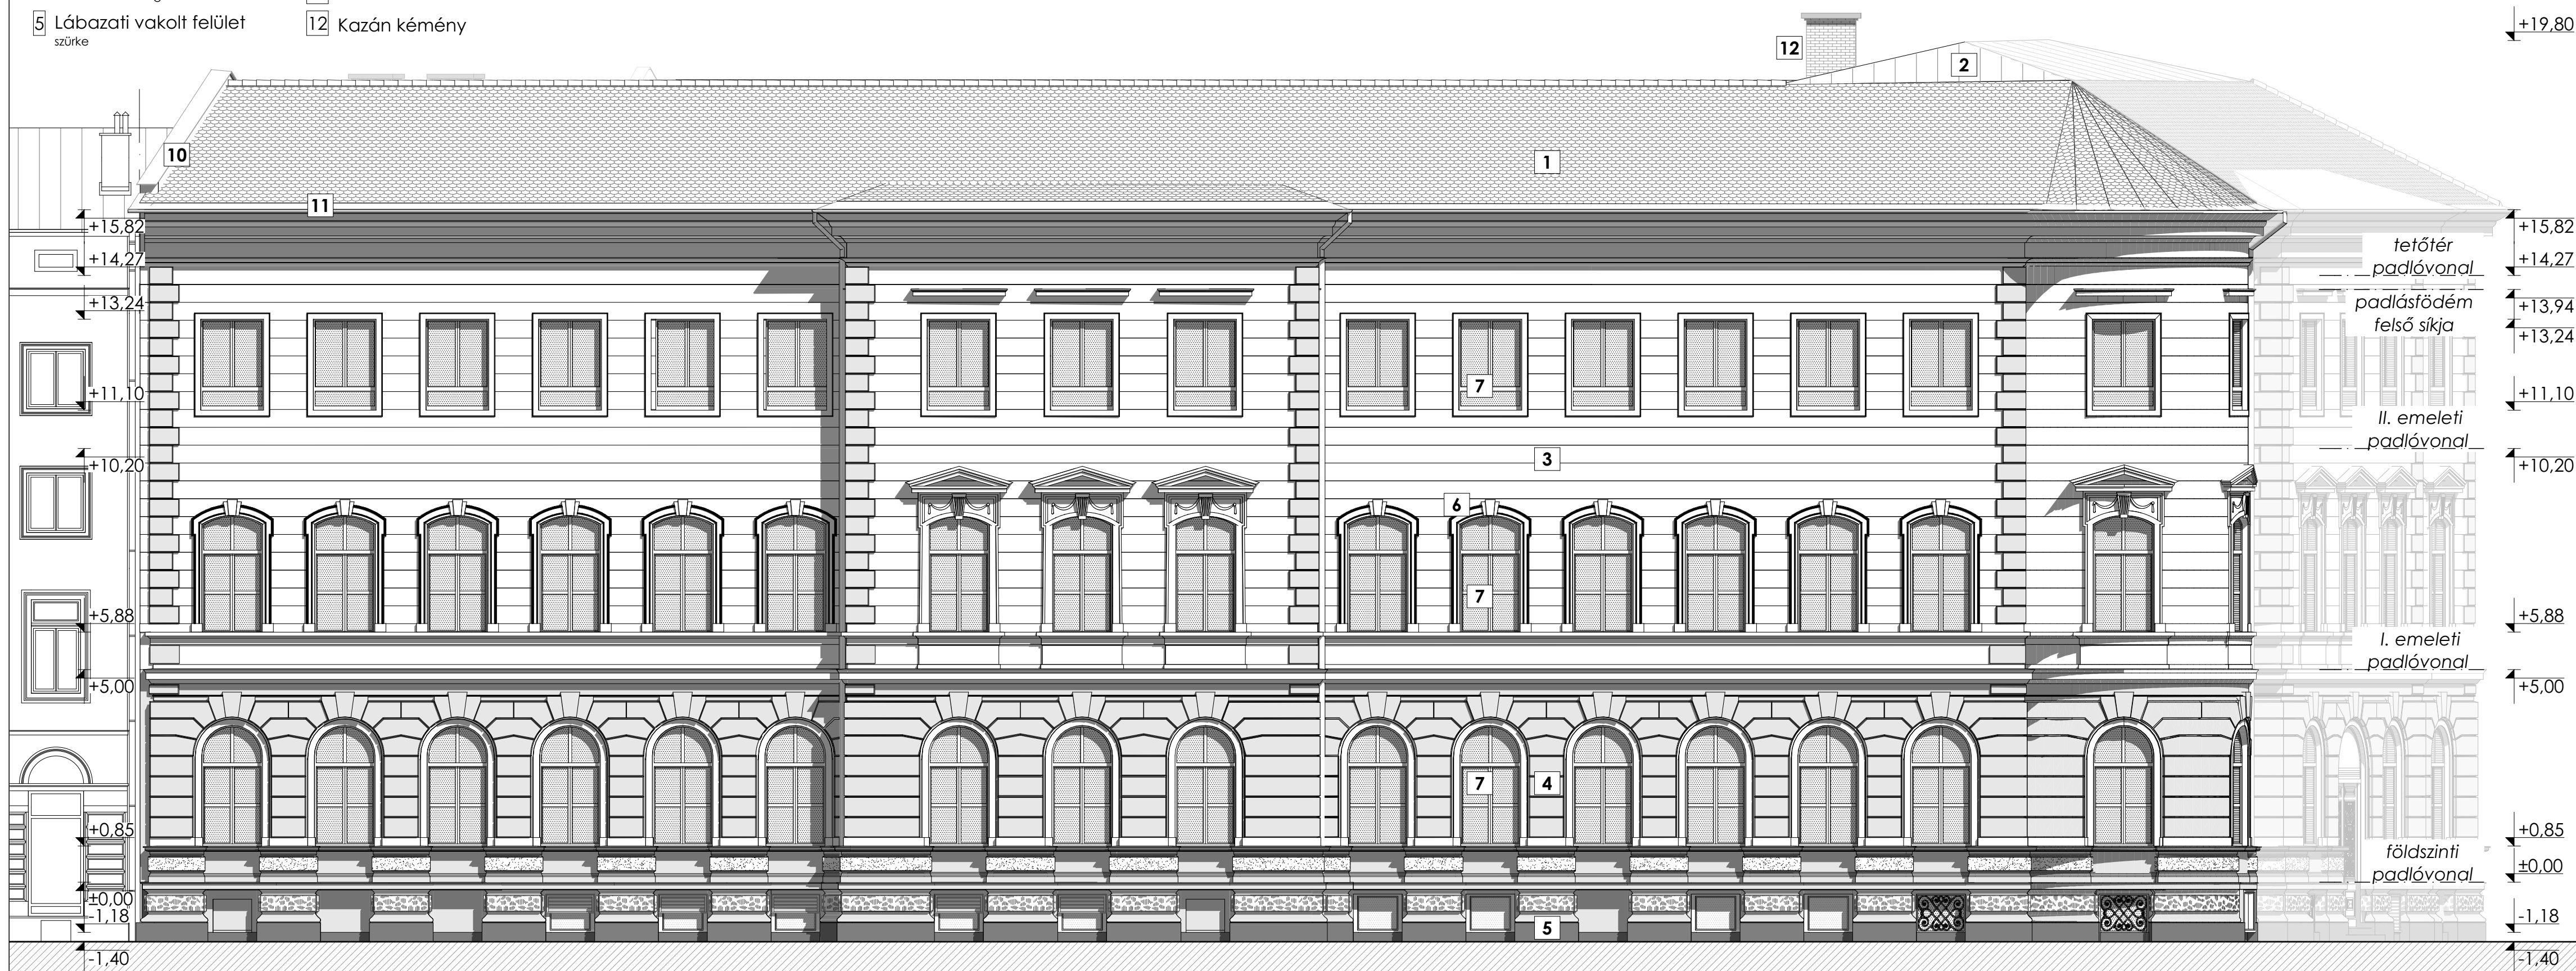 5 Lábazati vakolt felület
szürke
12 Kazán kémény
+19,80
12
2
10
1
11
+15,82
+15,82
tetőtér
padlóvonal
+14,27
+14,27
+13,24
padlásfödém
felső síkja
+13,94
+13,24
7
+11,10
+11,10
II. emeleti
padlóvonal
+10,20
3
+10,20
6
7
+5,88
+5,88
I. emeleti
padlóvonal
+5,00
+5,00
7
4
+0,85
+0,85
földszinti
padlóvonal
±0,00
±0,00
-1,18
-1,18
5
-1,40
-1,40